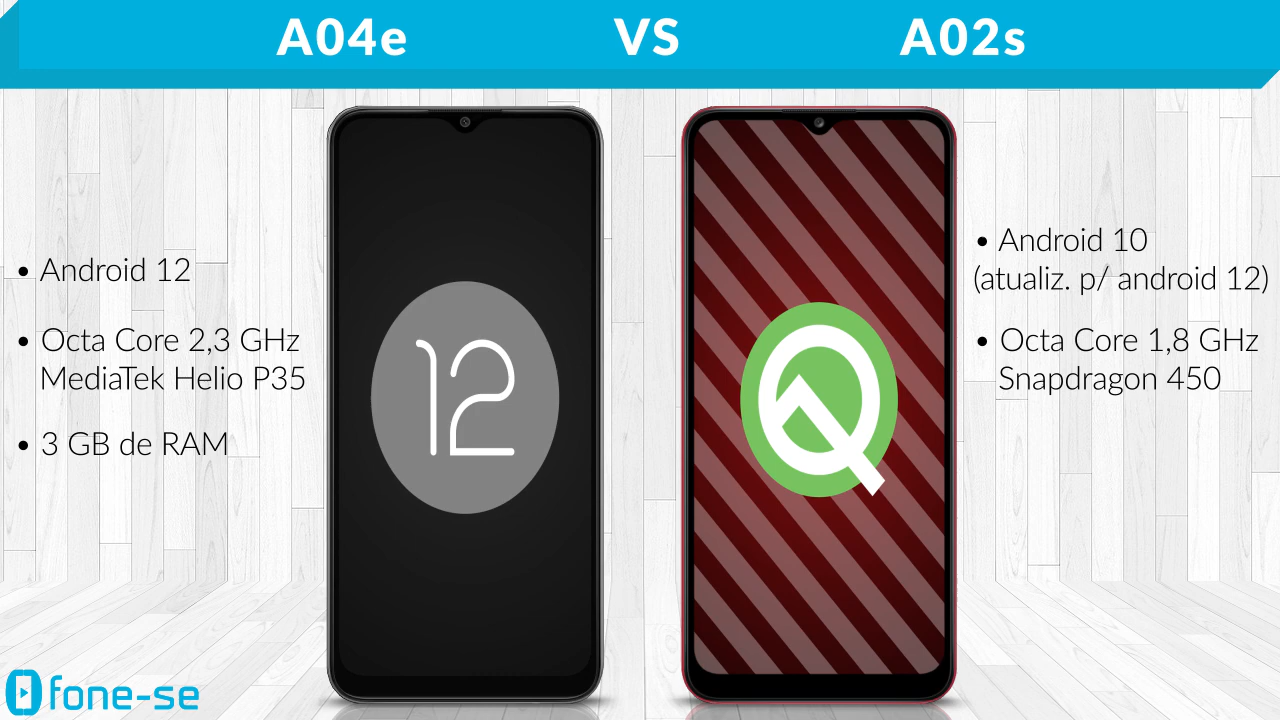 A04e VS A02s
• Android 12
• Octa Core 2,3 GHz
MediaTek Helio P35
• 3 GB de RAM
12
• Android 10
(atualiz. p/ android 12)
• Octa Core 1,8 GHz
Snapdragon 450
Q
fone-se